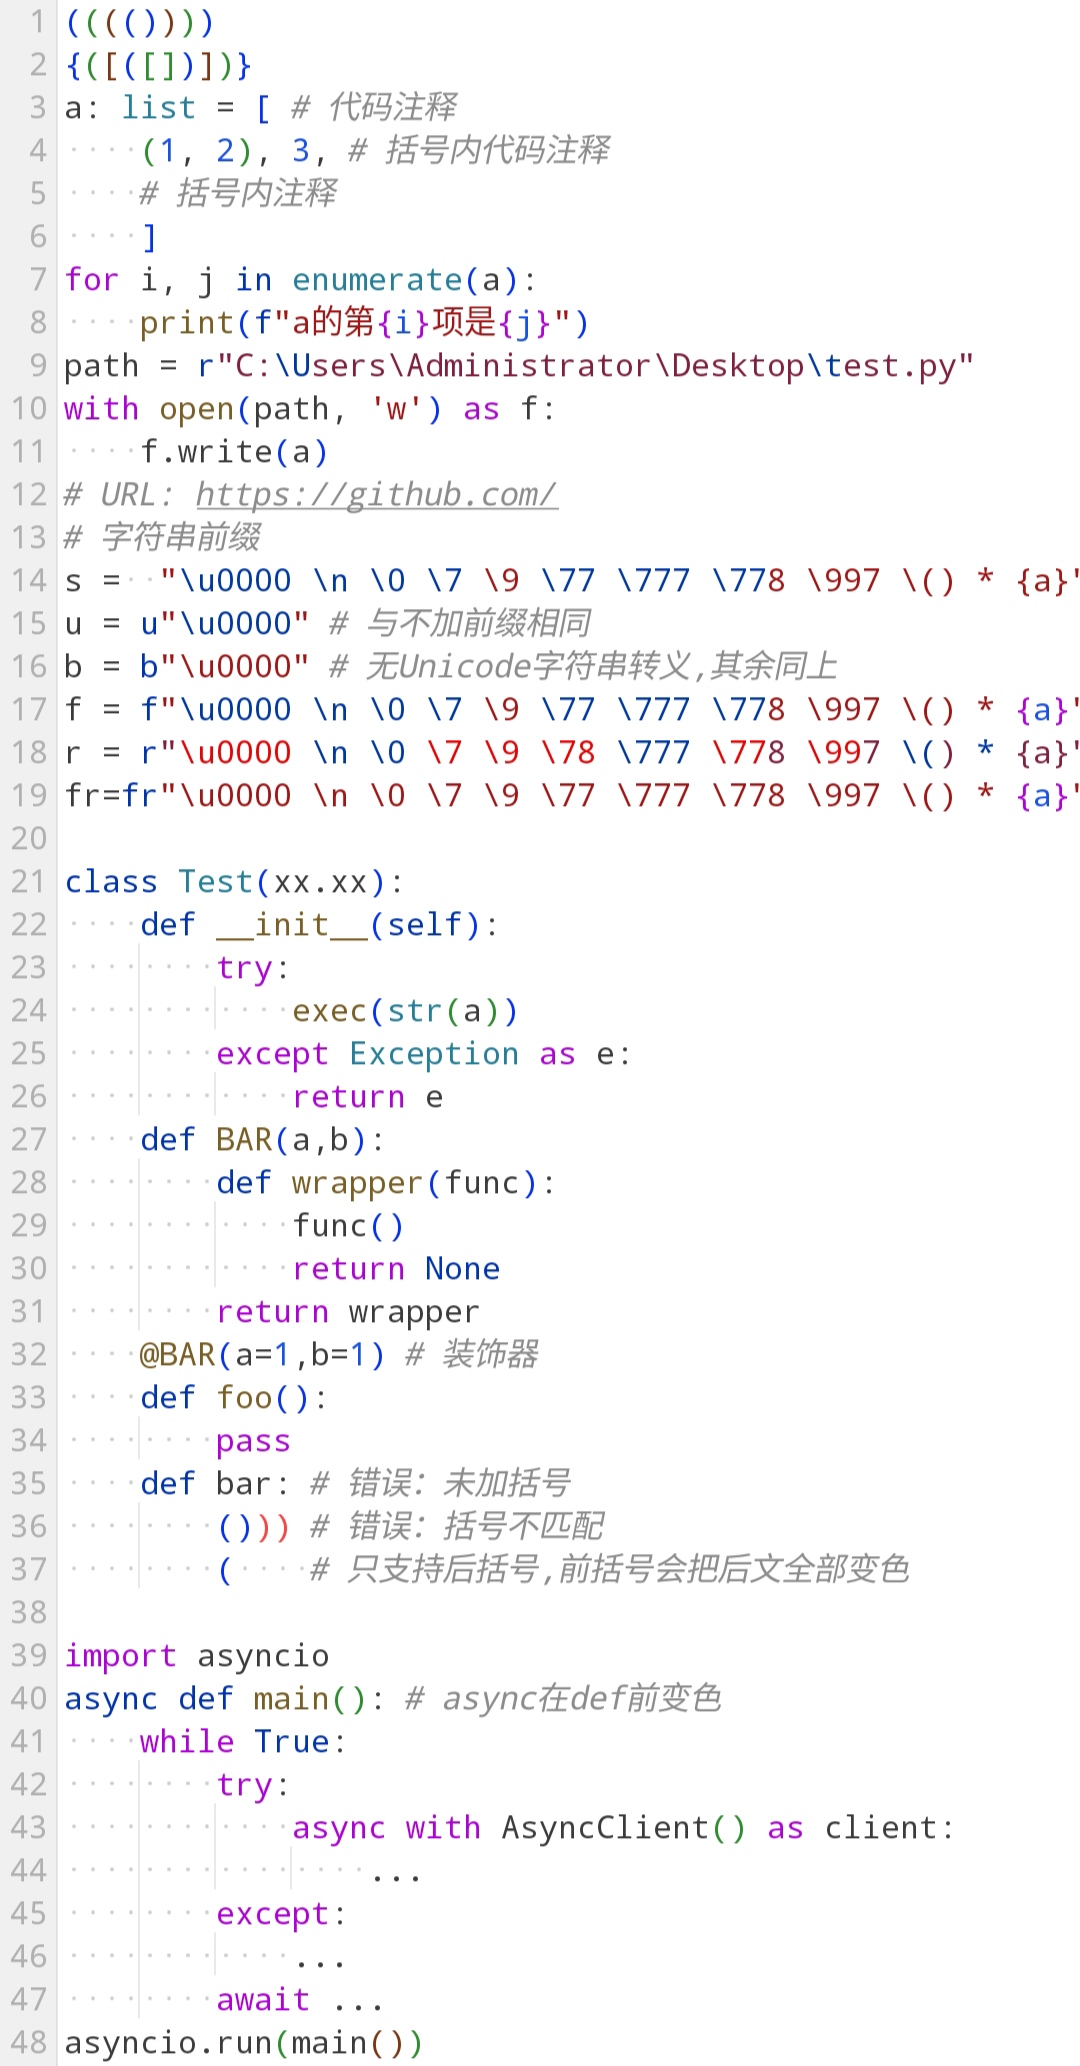 1 ((((()))))
2 {([([])])}
3 a: list = [ # 代码注释
4 ····(1, 2), 3, # 括号内代码注释
5 ····# 括号内注释
6 ····]
7 for i, j in enumerate(a):
8 ····print(f"a的第{i}项是{j}")
9 path = r"C:\Users\Administrator\Desktop\test.py"
10 with open(path, 'w') as f:
11 ····f.write(a)
12 # URL: https://github.com/
13 # 字符串前缀
14 s =··"\u0000 \n \0 \7 \9 \77 \777 \778 \997 \() * {a}'
15 u = u"\u0000" # 与不加前缀相同
16 b = b"\u0000" # 无Unicode字符串转义,其余同上
17 f = f"\u0000 \n \0 \7 \9 \77 \777 \778 \997 \() * {a}'
18 r = r"\u0000 \n \0 \7 \9 \78 \777 \778 \997 \() * {a}'
19 fr=fr"\u0000 \n \0 \7 \9 \77 \777 \778 \997 \() * {a}'
20
21 class Test(xx.xx):
22 ····def __init__(self):
23 ········try:
24 ············exec(str(a))
25 ········except Exception as e:
26 ············return e
27 ····def BAR(a,b):
28 ········def wrapper(func):
29 ············func()
30 ············return None
31 ········return wrapper
32 ····@BAR(a=1,b=1) # 装饰器
33 ····def foo():
34 ········pass
35 ····def bar: # 错误: 未加括号
36 ········())) # 错误: 括号不匹配
37 ········(····# 只支持后括号,前括号会把后文全部变色
38
39 import asyncio
40 async def main(): # async在def前变色
41 ····while True:
42 ········try:
43 ············async with AsyncClient() as client:
44 ················...
45 ········except:
46 ············...
47 ········await ...
48 asyncio.run(main())